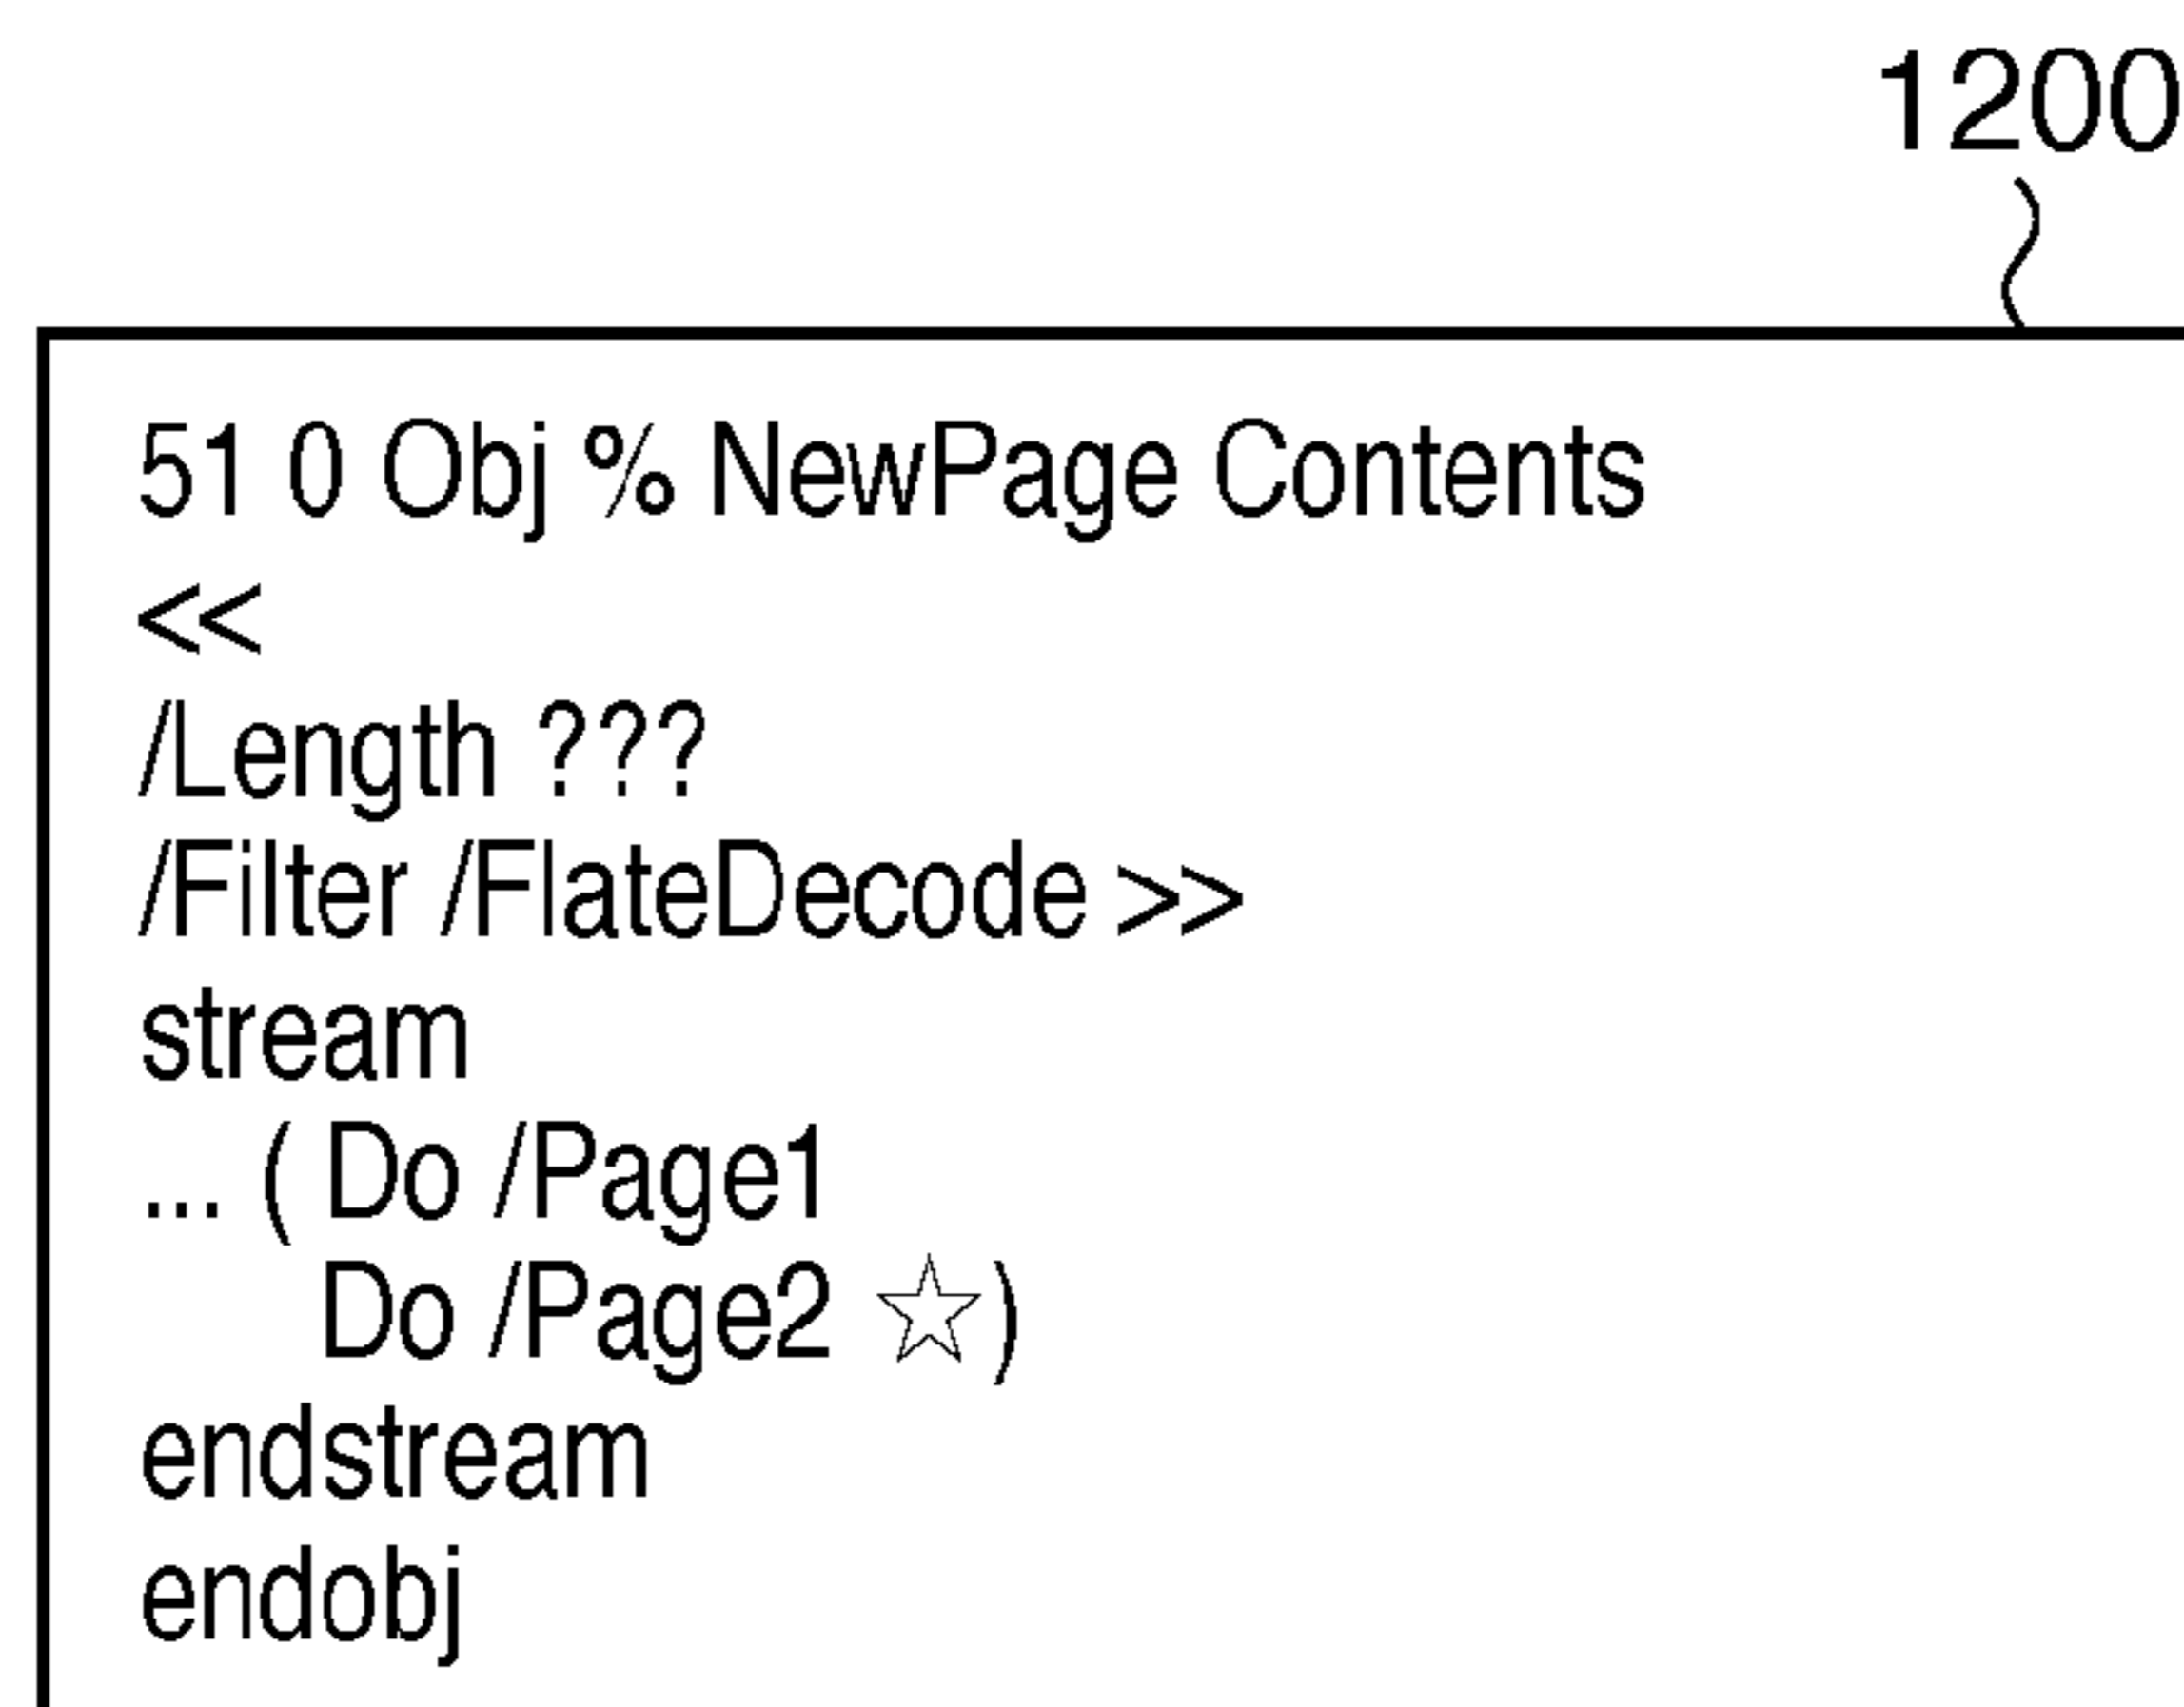 1200
51 0 Obj % NewPage Contents
<<
/Length ???
/Filter /FlateDecode >>
stream
... ( Do /Page1
Do /Page2 ☆)
endstream
endobj